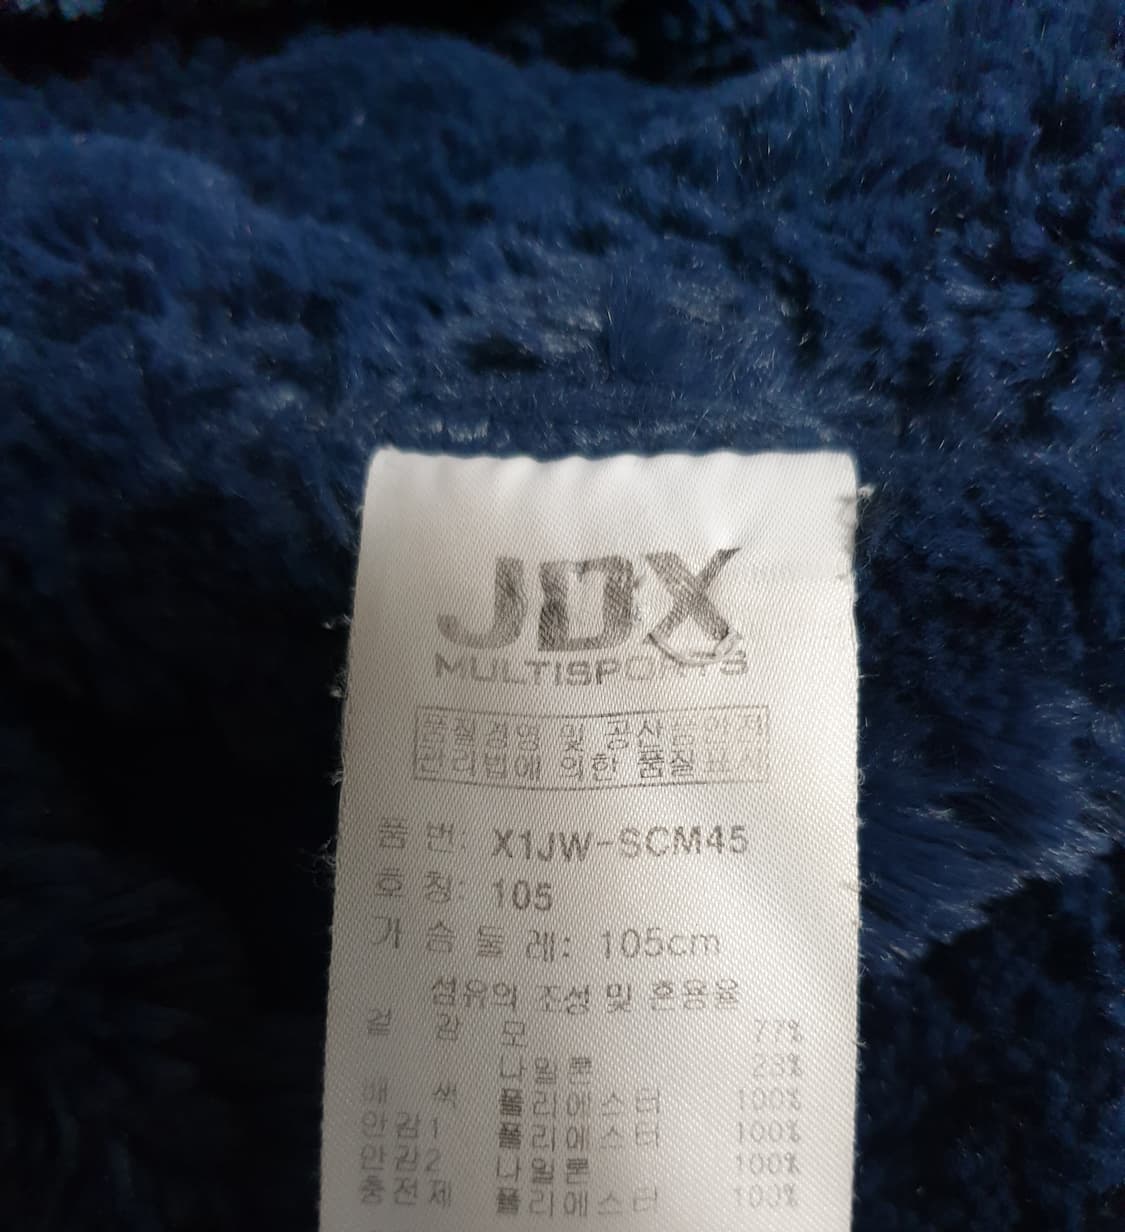 JDX
MULTISPORTS
품질경영 및 공산품안전
관리법에 의한 품질표시
품 번: X1JW-SCM45
호 칭: 105
가 슴 둘 레: 105cm
섬유의 조성 및 혼용율
겉 감 모 77%
나일론 23%
배 색 폴리에스터 100%
안감1 폴리에스터 100%
안감2 나일론 100%
충전제 폴리에스터 100%